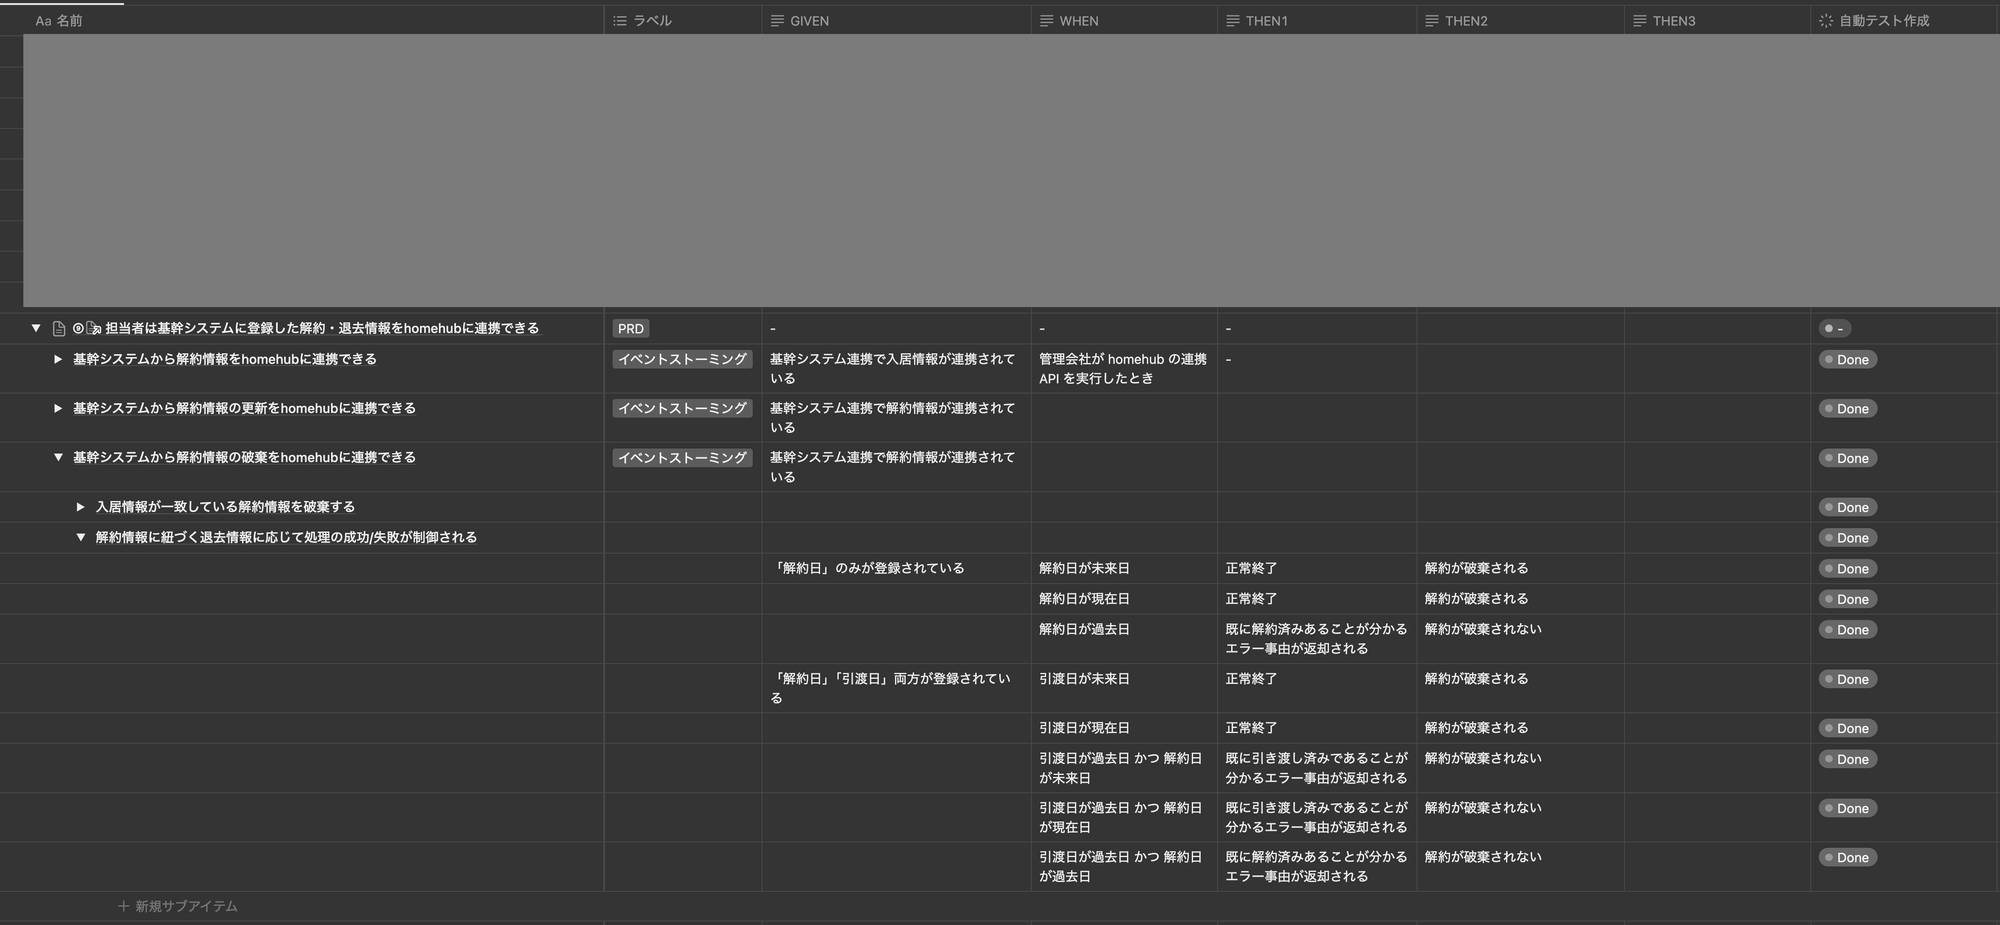 Aa 名前 ラベル GIVEN WHEN THEN1 THEN2 THEN3 自動テスト作成
担当者は基幹システムに登録した解約・退去情報をhomehubに連携できる PRD - - - -
基幹システムから解約情報をhomehubに連携できる イベントストーミング 基幹システム連携で入居情報が連携されて 管理会社が homehub の連携 - Done
いる API を実行したとき
基幹システムから解約情報の更新をhomehubに連携できる イベントストーミング 基幹システム連携で解約情報が連携されて Done
いる
基幹システムから解約情報の破棄をhomehubに連携できる イベントストーミング 基幹システム連携で解約情報が連携されて Done
いる
入居情報が一致している解約情報を破棄する Done
解約情報に紐づく退去情報に応じて処理の成功/失敗が制御される Done
「解約日」のみが登録されている 解約日が未来日 正常終了 解約が破棄される Done
解約日が現在日 正常終了 解約が破棄される Done
解約日が過去日 既に解約済みあることが分かる 解約が破棄されない Done
エラー事由が返却される
「解約日」「引渡日」両方が登録されてい 引渡日が未来日 正常終了 解約が破棄される Done
る
引渡日が現在日 正常終了 解約が破棄される Done
引渡日が過去日 かつ 解約日 既に引き渡し済みであることが 解約が破棄されない Done
が未来日 分かるエラー事由が返却される
引渡日が過去日 かつ 解約日 既に引き渡し済みであることが 解約が破棄されない Done
が現在日 分かるエラー事由が返却される
引渡日が過去日 かつ 解約日 既に解約済みあることが分かる 解約が破棄されない Done
が過去日 エラー事由が返却される
新規サブアイテム